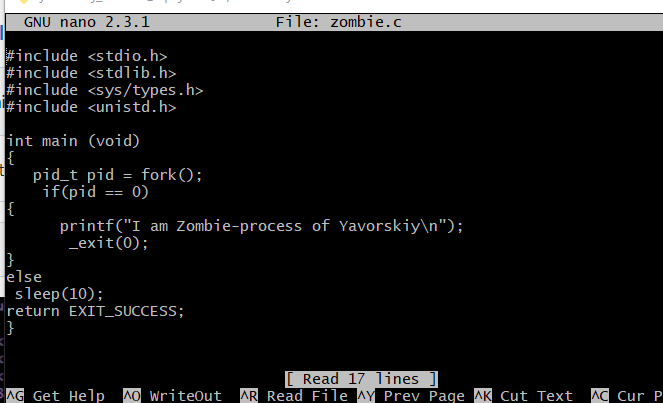 GNU nano 2.3.1 File: zombie.c
#include <stdio.h>
#include <stdlib.h>
#include <sys/types.h>
#include <unistd.h>
int main (void)
{
pid_t pid = fork();
if(pid == 0)
{
printf("I am Zombie-process of Yavorskiy\n");
_exit(0);
}
else
sleep(10);
return EXIT_SUCCESS;
}
[ Read 17 lines ]
^G Get Help ^O WriteOut ^R Read File ^Y Prev Page ^K Cut Text ^C Cur P